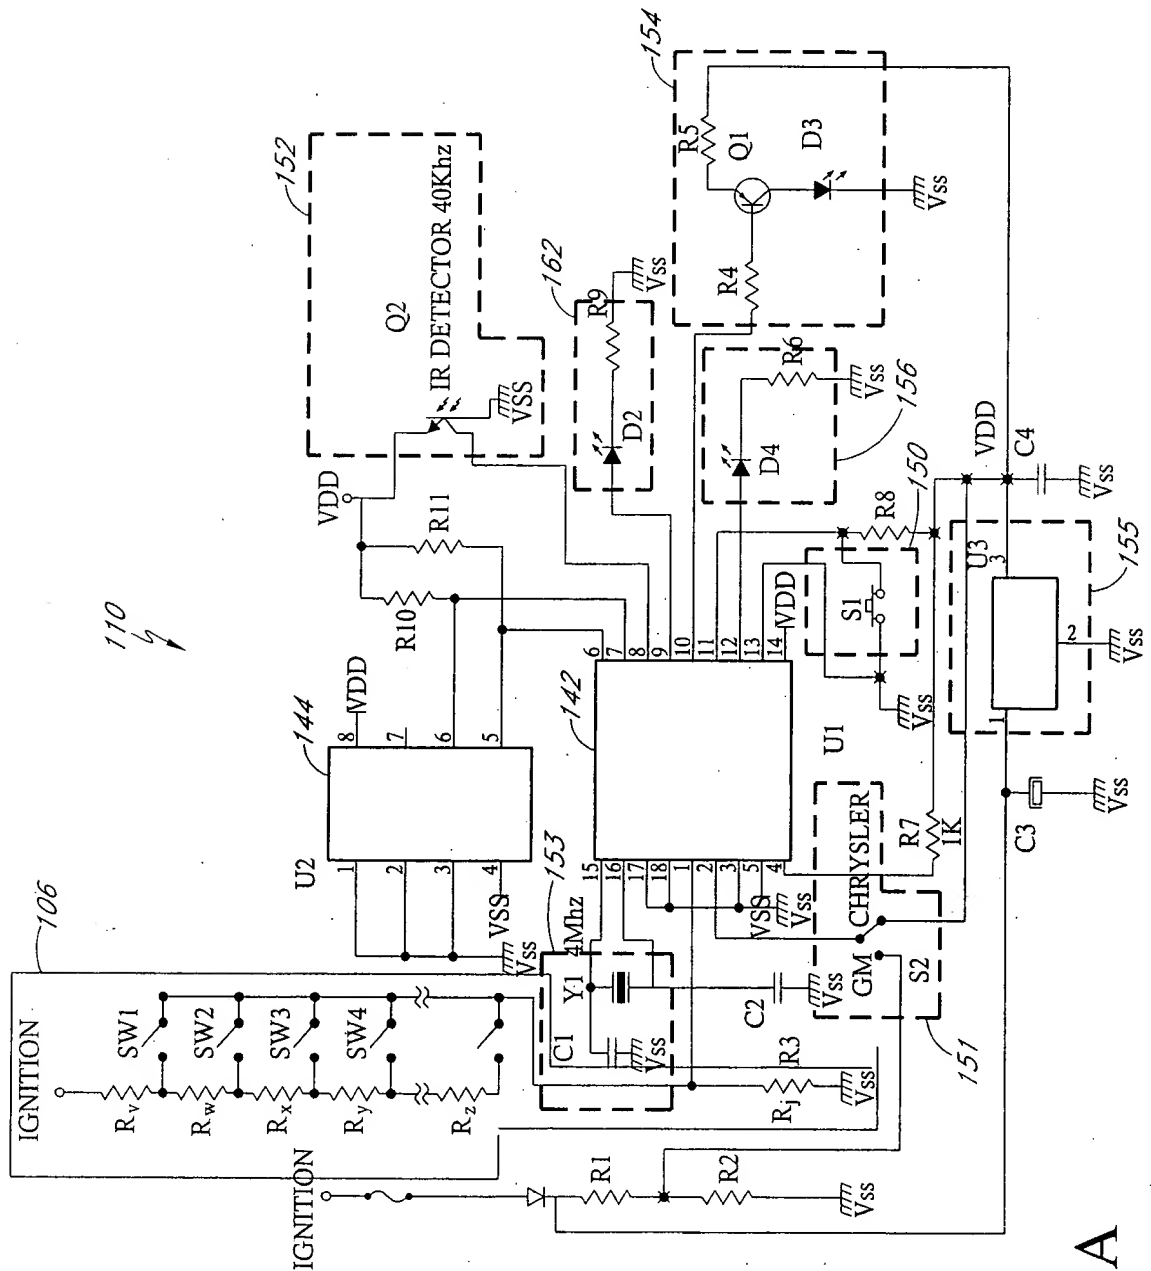 110
106
IGNITION
SW1
SW2
SW3
SW4
Rv
Rw
Rx
Ry
Rz
IGNITION
R1
R2
Vss
Rj
R3
Vss
144
U2
1
2
3
4
VSS
Vss
8
VDD
7
6
5
R10
R11
VDD
152
Q2
IR DETECTOR 40Khz
VSS
153
4Mhz
Y1
C1
Vss
C2
Vss
142
U1
15
16
17
18
1
2
3
5
4
VSS
Vss
6
7
8
9
10
11
12
13
14
VDD
162
D2
R9
Vss
154
R5
Q1
D3
R4
Vss
156
D4
R6
Vss
150
S1
R8
Vss
151
CHRYSLER
GM
S2
R7
1K
155
U3
1
2
3
Vss
VDD
C4
Vss
C3
Vss
A